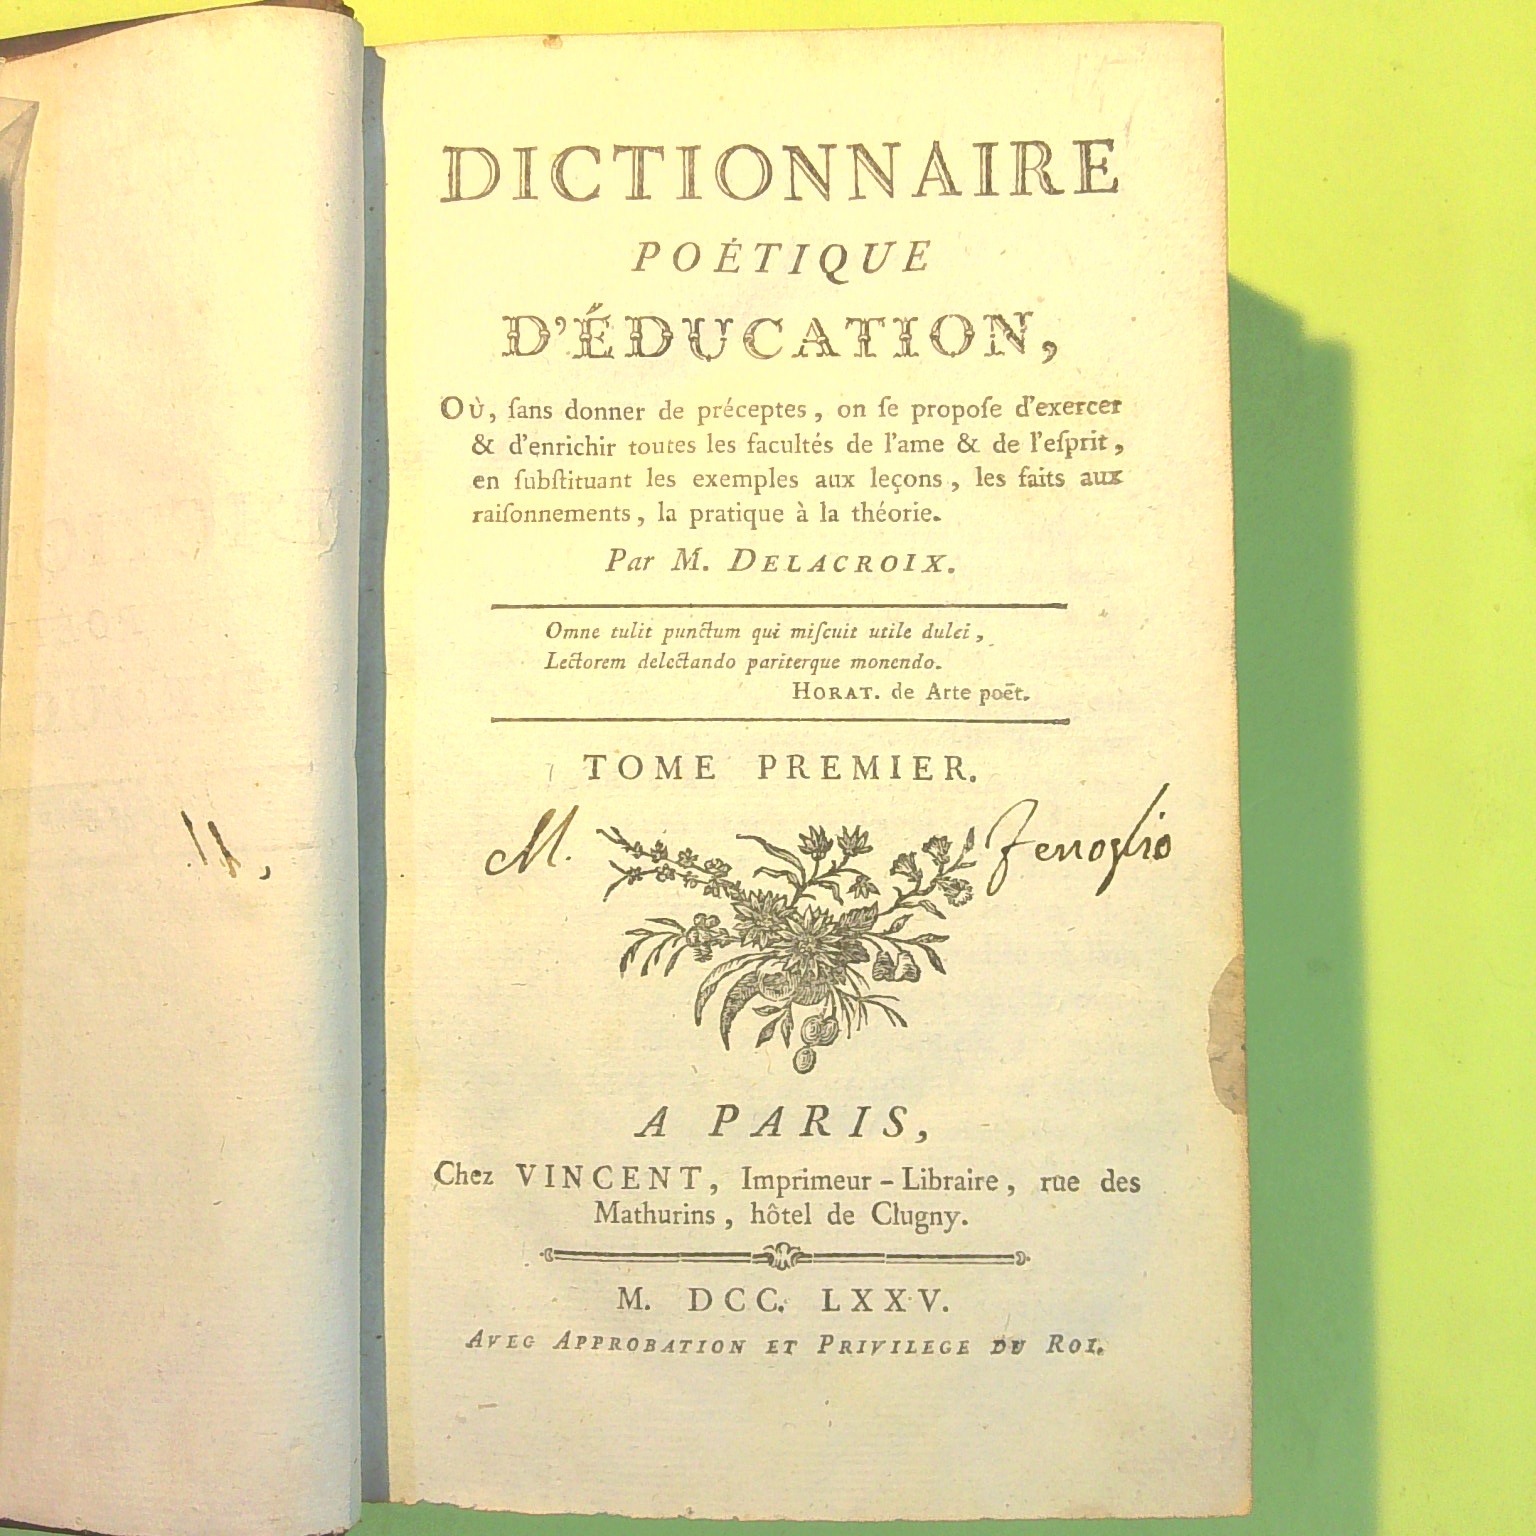 DICTIONNAIRE
POÉTIQUE
D'ÉDUCATION,
OÙ, ſans donner de préceptes, on ſe propoſe d'exercer
& d'enrichir toutes les facultés de l'ame & de l'eſprit,
en ſubſtituant les exemples aux leçons, les faits aux
raiſonnements, la pratique à la théorie.
Par M. DELACROIX.
Omne tulit punctum qui miſcuit utile dulci,
Lectorem delectando pariterque monendo.
HORAT. de Arte poët.
TOME PREMIER.
M. Fenoglio
A PARIS,
Chez VINCENT, Imprimeur-Libraire, rue des
Mathurins, hôtel de Clugny.
M. DCC. LXXV.
AVEC APPROBATION ET PRIVILEGE DU ROI.